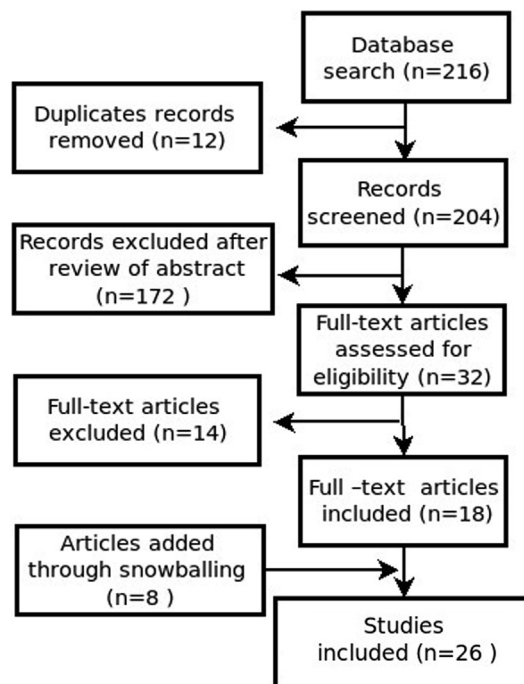 Database
search (n=216)
Duplicates records
removed (n=12)
Records
screened (n=204)
Records excluded after
review of abstract
(n=172 )
Full-text articles
assessed for
eligibility (n=32)
Full-text articles
excluded (n=14)
Full –text articles
included (n=18)
Articles added
through snowballing
(n=8 )
Studies
included (n=26 )